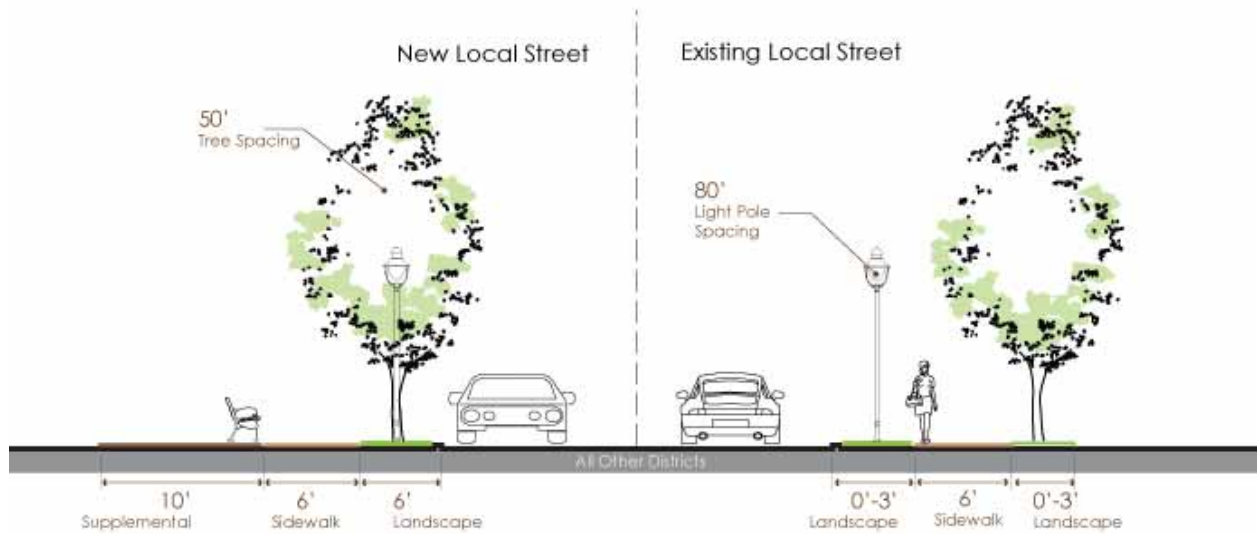 New Local Street
Existing Local Street
50'
Tree Spacing
80'
Light Pole
Spacing
All Other Districts
10'
Supplemental
6'
Sidewalk
6'
Landscape
0'-3'
Landscape
6'
Sidewalk
0'-3'
Landscape